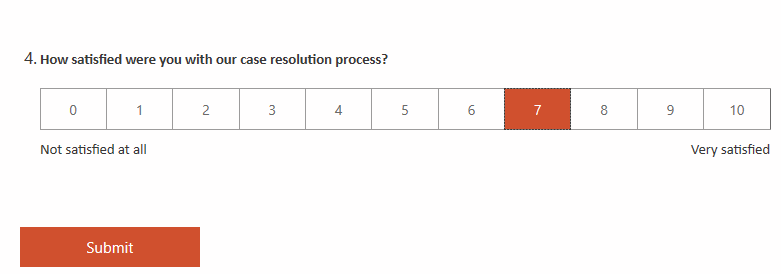 4. How satisfied were you with our case resolution process?
0 1 2 3 4 5 6 7 8 9 10
Not satisfied at all Very satisfied
Submit